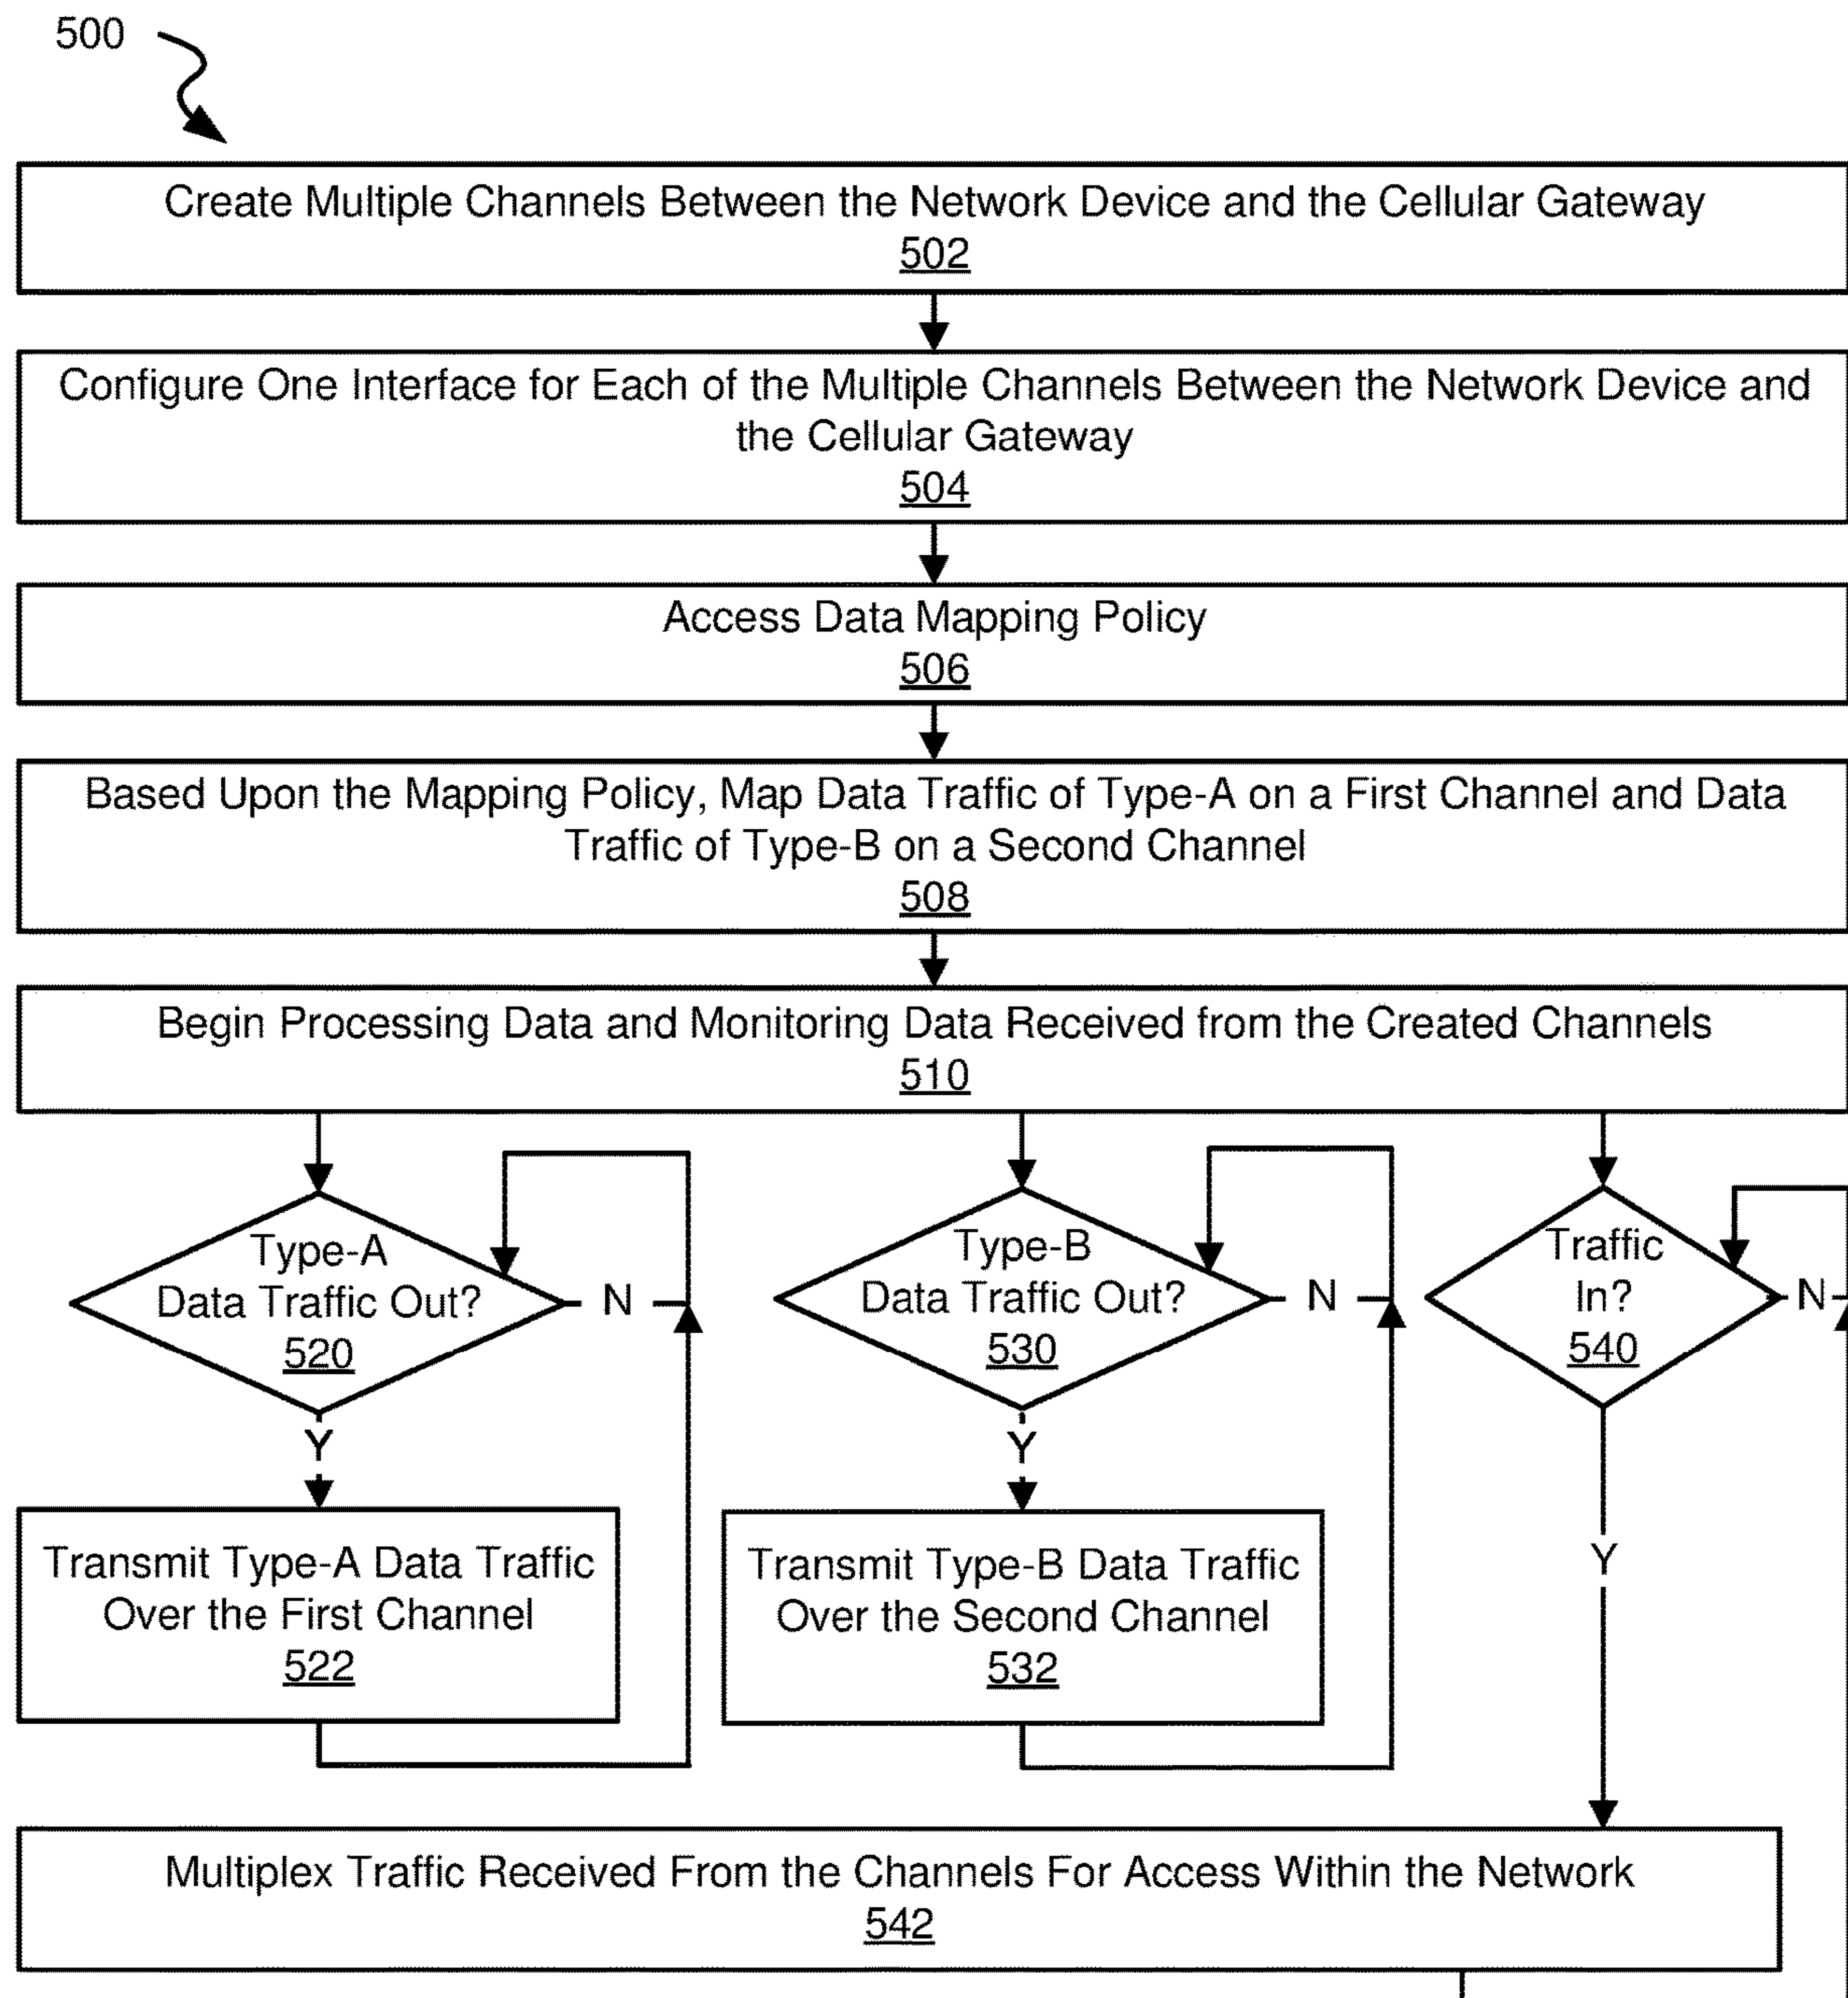 500
Create Multiple Channels Between the Network Device and the Cellular Gateway
502
Configure One Interface for Each of the Multiple Channels Between the Network Device and
the Cellular Gateway
504
Access Data Mapping Policy
506
Based Upon the Mapping Policy, Map Data Traffic of Type-A on a First Channel and Data
Traffic of Type-B on a Second Channel
508
Begin Processing Data and Monitoring Data Received from the Created Channels
510
Type-A
Data Traffic Out?
520
N
Y
Transmit Type-A Data Traffic
Over the First Channel
522
Type-B
Data Traffic Out?
530
N
Y
Transmit Type-B Data Traffic
Over the Second Channel
532
Traffic
In?
540
N
Y
Multiplex Traffic Received From the Channels For Access Within the Network
542